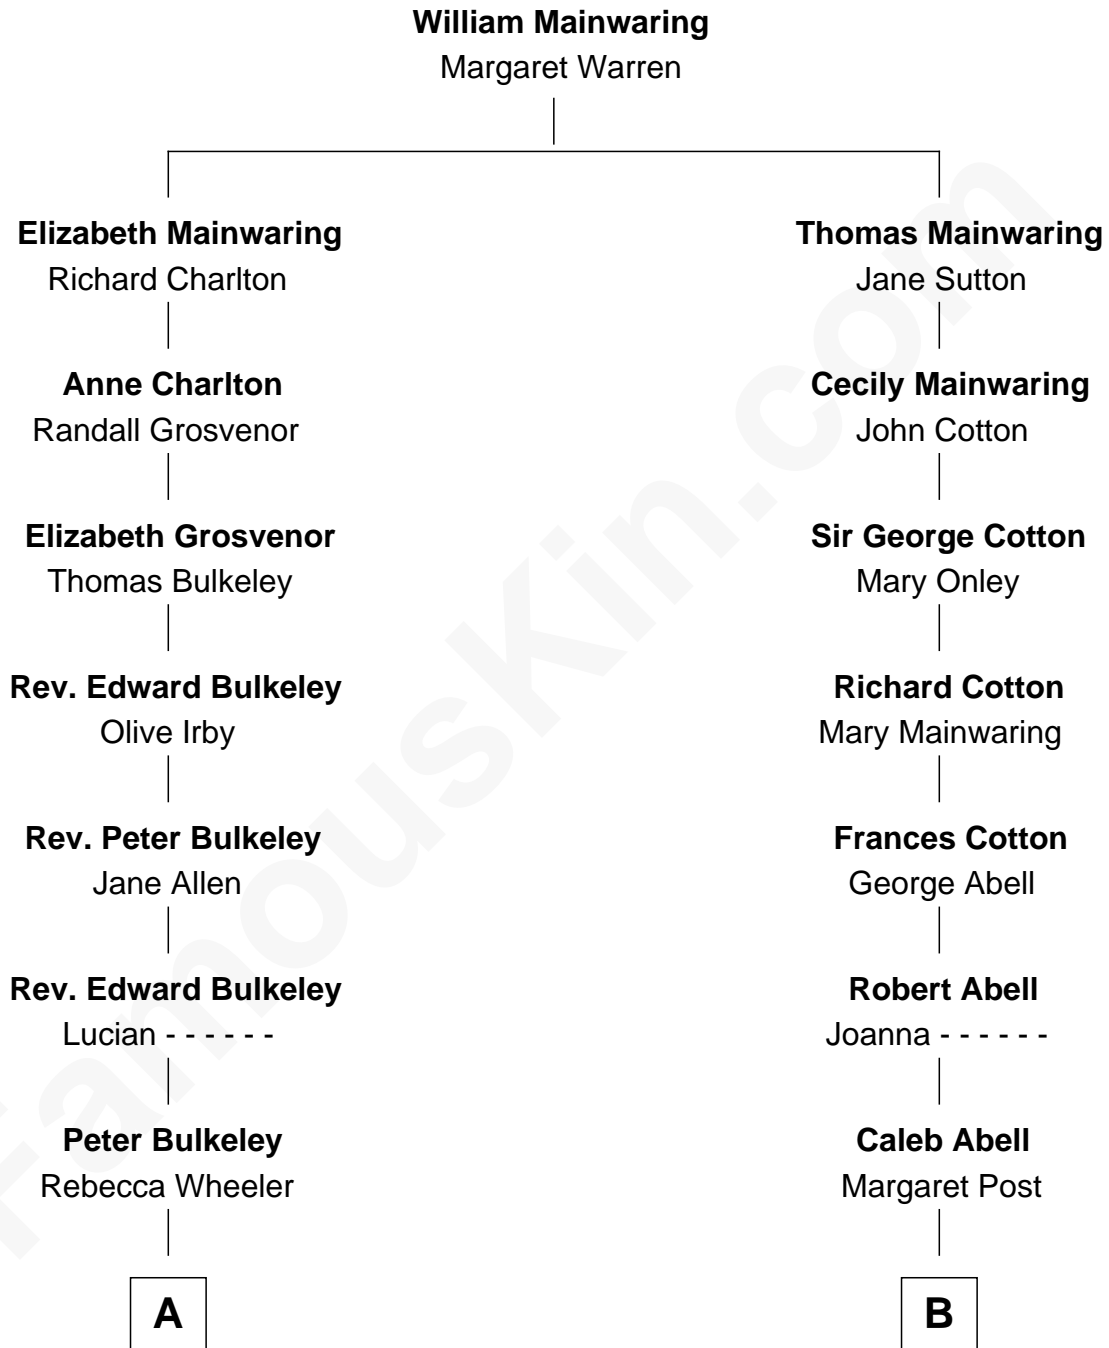 William Mainwaring
Margaret Warren
Elizabeth Mainwaring
Richard Charlton
Anne Charlton
Randall Grosvenor
Elizabeth Grosvenor
Thomas Bulkeley
Rev. Edward Bulkeley
Olive Irby
Rev. Peter Bulkeley
Jane Allen
Rev. Edward Bulkeley
Lucian - - - - - -
Peter Bulkeley
Rebecca Wheeler
A
Thomas Mainwaring
Jane Sutton
Cecily Mainwaring
John Cotton
Sir George Cotton
Mary Onley
Richard Cotton
Mary Mainwaring
Frances Cotton
George Abell
Robert Abell
Joanna - - - - - -
Caleb Abell
Margaret Post
B
FamousKin.com